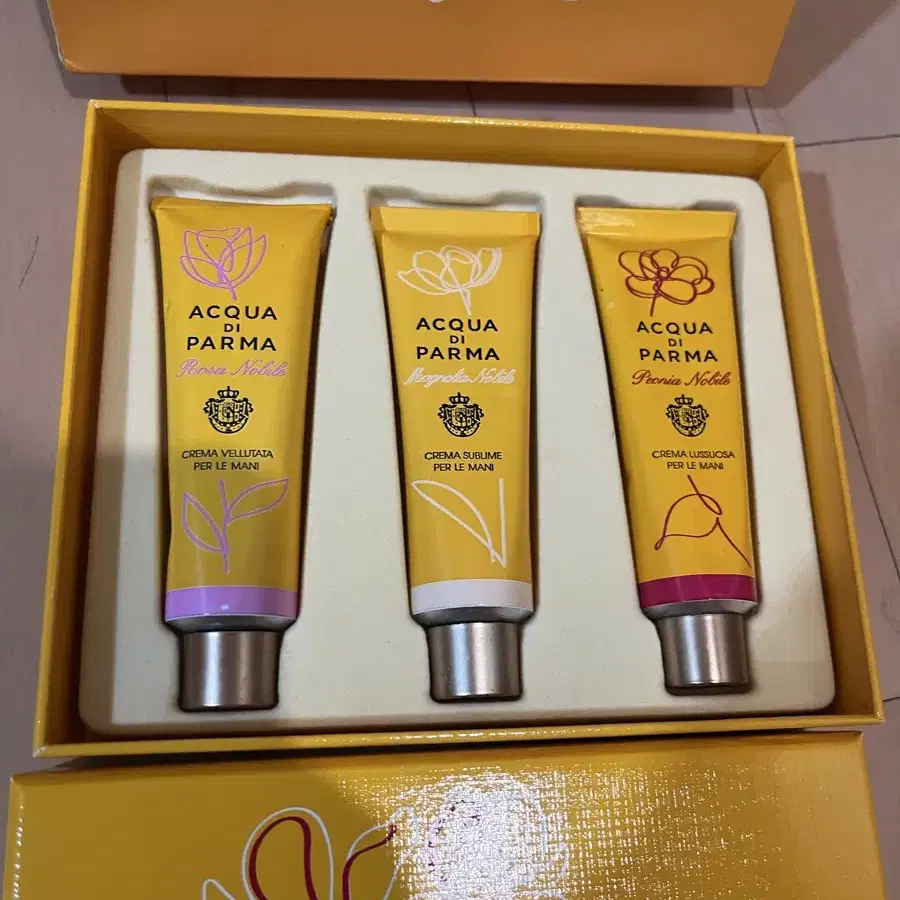 ACQUA
DI
PARMA
Rosa Nobile
CREMA VELLUTATA
PER LE MANI
ACQUA
DI
PARMA
Magnolia Nobile
CREMA SUBLIME
PER LE MANI
ACQUA
DI
PARMA
Peonia Nobile
CREMA LUSSUOSA
PER LE MANI